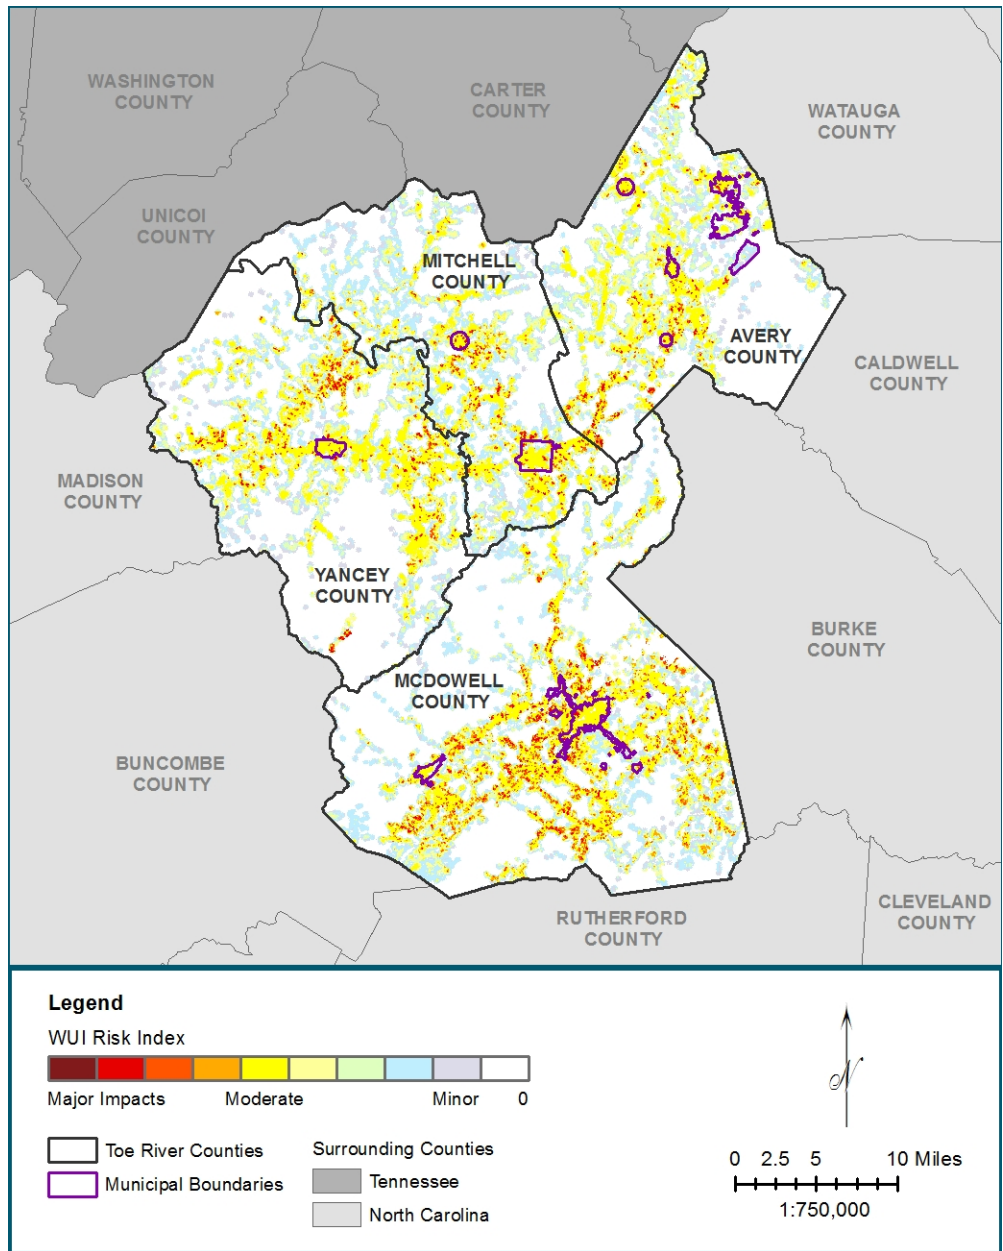 WASHINGTON
COUNTY
CARTER
COUNTY
WATAUGA
COUNTY
UNICOI
COUNTY
MITCHELL
COUNTY
AVERY
COUNTY
CALDWELL
COUNTY
MADISON
COUNTY
YANCEY
COUNTY
BURKE
COUNTY
MCDOWELL
COUNTY
BUNCOMBE
COUNTY
RUTHERFORD
COUNTY
CLEVELAND
COUNTY
Legend
WUI Risk Index
Major Impacts Moderate Minor 0
Toe River Counties
Municipal Boundaries
Surrounding Counties
Tennessee
North Carolina
N
0 2.5 5 10 Miles
1:750,000